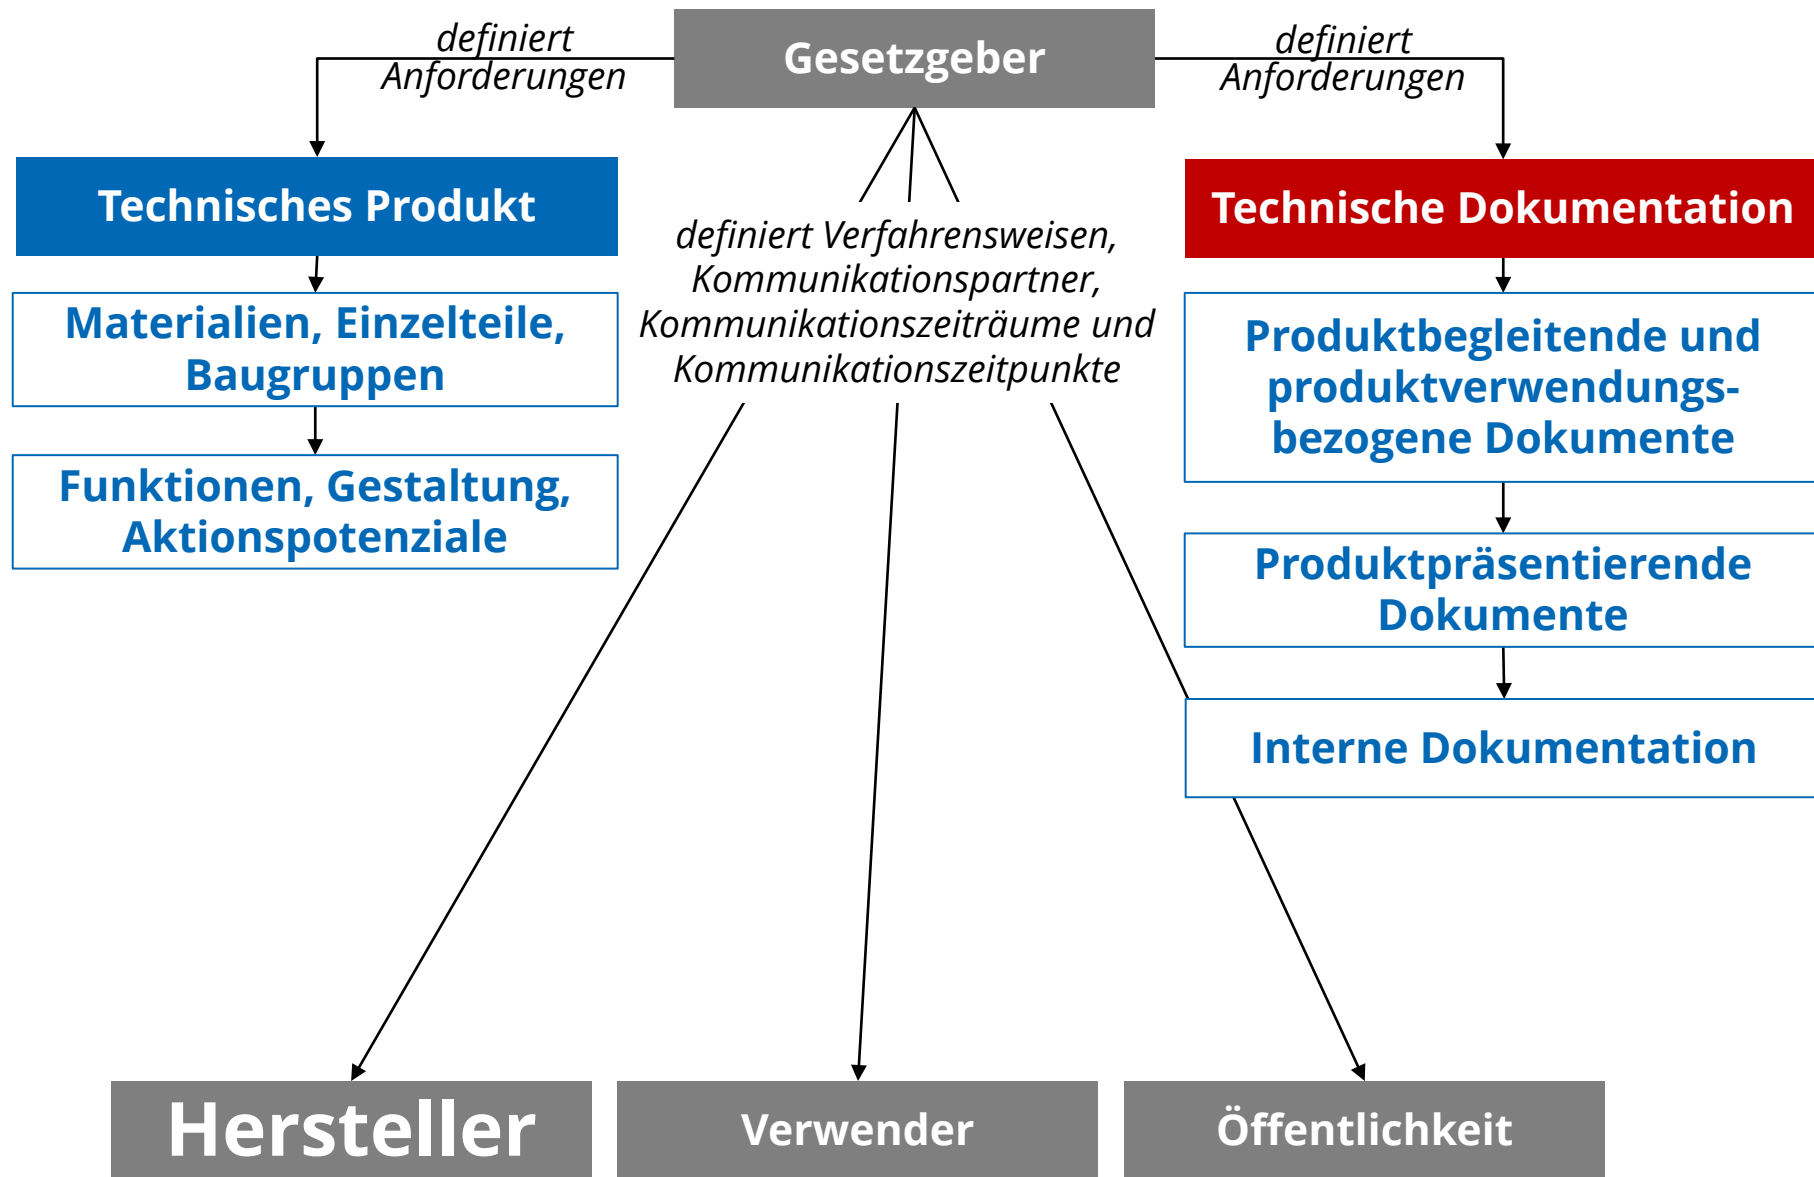 Gesetzgeber
definiert
Anforderungen
definiert
Anforderungen
Technisches Produkt
Technische Dokumentation
Materialien, Einzelteile,
Baugruppen
Funktionen, Gestaltung,
Aktionspotenziale
definiert Verfahrensweisen,
Kommunikationspartner,
Kommunikationszeiträume und
Kommunikationszeitpunkte
Produktbegleitende und
produktverwendungs-
bezogene Dokumente
Produktpräsentierende
Dokumente
Interne Dokumentation
Hersteller
Verwender
Öffentlichkeit